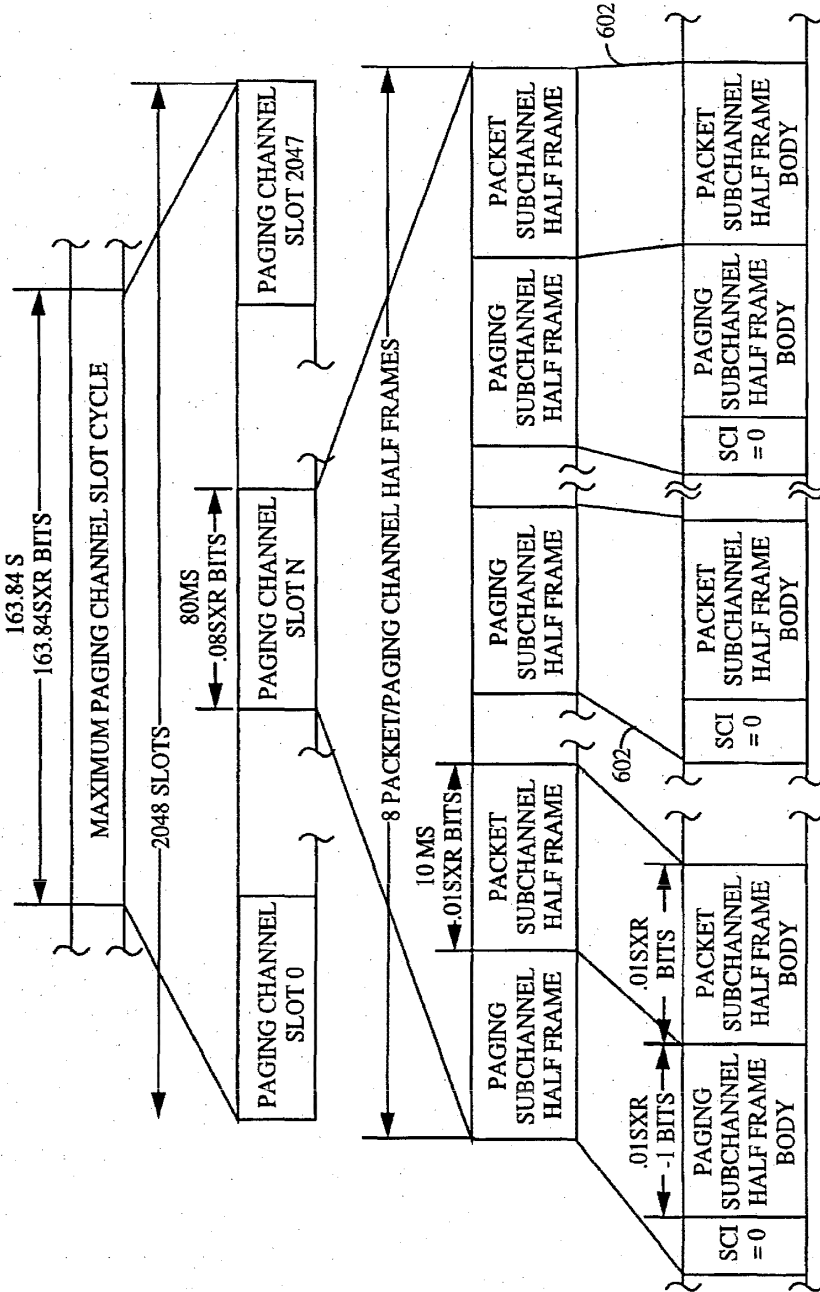 163.84 S
163.84SXR BITS
MAXIMUM PAGING CHANNEL SLOT CYCLE
2048 SLOTS
80MS
.08SXR BITS
PAGING CHANNEL
SLOT 0
PAGING CHANNEL
SLOT N
PAGING CHANNEL
SLOT 2047
8 PACKET/PAGING CHANNEL HALF FRAMES
10 MS
.01SXR BITS
PAGING
SUBCHANNEL
HALF FRAME
PACKET
SUBCHANNEL
HALF FRAME
PAGING
SUBCHANNEL
HALF FRAME
PAGING
SUBCHANNEL
HALF FRAME
PACKET
SUBCHANNEL
HALF FRAME
602
602
.01SXR
-1 BITS
.01SXR
BITS
SCI
= 0
PAGING
SUBCHANNEL
HALF FRAME
BODY
PACKET
SUBCHANNEL
HALF FRAME
BODY
SCI
= 0
PACKET
SUBCHANNEL
HALF FRAME
BODY
SCI
= 0
PAGING
SUBCHANNEL
HALF FRAME
BODY
PACKET
SUBCHANNEL
HALF FRAME
BODY